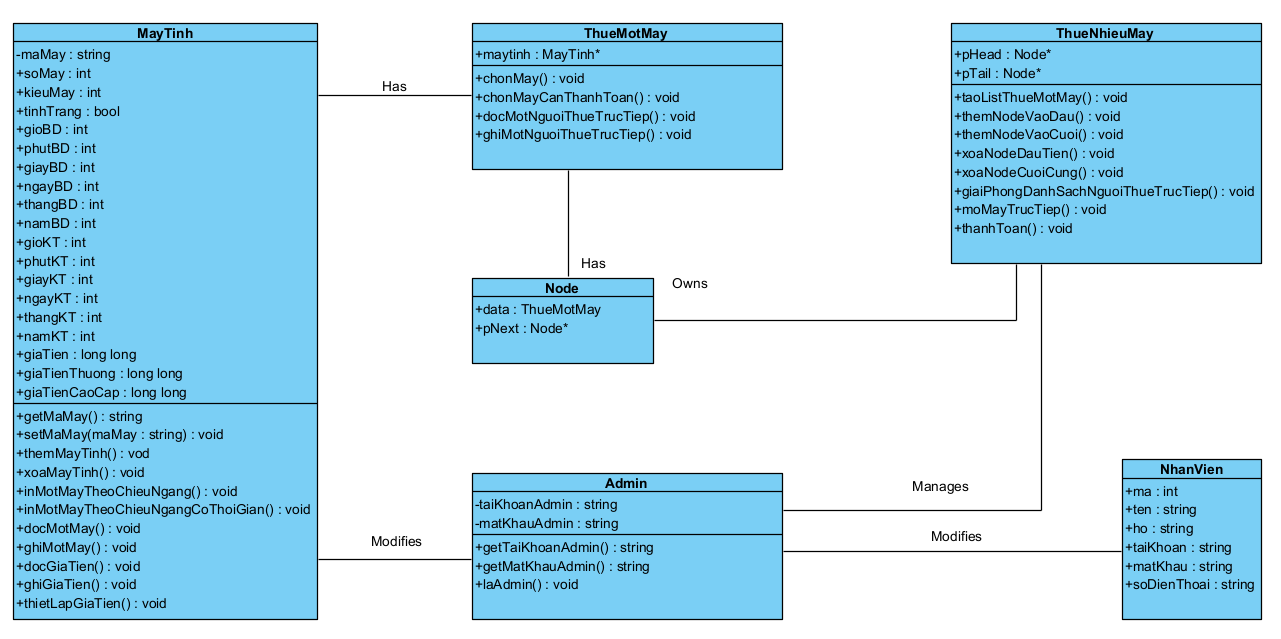 MayTinh
-maMay : string
+soMay : int
+kieuMay : int
+tinhTrang : bool
+gioBD : int
+phutBD : int
+giayBD : int
+ngayBD : int
+thangBD : int
+namBD : int
+gioKT : int
+phutKT : int
+giayKT : int
+ngayKT : int
+thangKT : int
+namKT : int
+giaTien : long long
+giaTienThuong : long long
+giaTienCaoCap : long long
+getMaMay() : string
+setMaMay(maMay : string) : void
+themMayTinh() : vod
+xoaMayTinh() : void
+inMotMayTheoChieuNgang() : void
+inMotMayTheoChieuNgangCoThoiGian() : void
+docMotMay() : void
+ghiMotMay() : void
+docGiaTien() : void
+ghiGiaTien() : void
+thietLapGiaTien() : void
Has
ThueMotMay
+maytinh : MayTinh*
+chonMay() : void
+chonMayCanThanhToan() : void
+docMotNguoiThueTrucTiep() : void
+ghiMotNguoiThueTrucTiep() : void
Has
Node
+data : ThueMotMay
+pNext : Node*
Owns
ThueNhieuMay
+pHead : Node*
+pTail : Node*
+taoListThueMotMay() : void
+themNodeVaoDau() : void
+themNodeVaoCuoi() : void
+xoaNodeDauTien() : void
+xoaNodeCuoiCung() : void
+giaiPhongDanhSachNguoiThueTrucTiep() : void
+moMayTrucTiep() : void
+thanhToan() : void
Modifies
Admin
-taiKhoanAdmin : string
-matKhauAdmin : string
+getTaiKhoanAdmin() : string
+getMatKhauAdmin() : string
+laAdmin() : void
Manages
Modifies
NhanVien
+ma : int
+ten : string
+ho : string
+taiKhoan : string
+matKhau : string
+soDienThoai : string